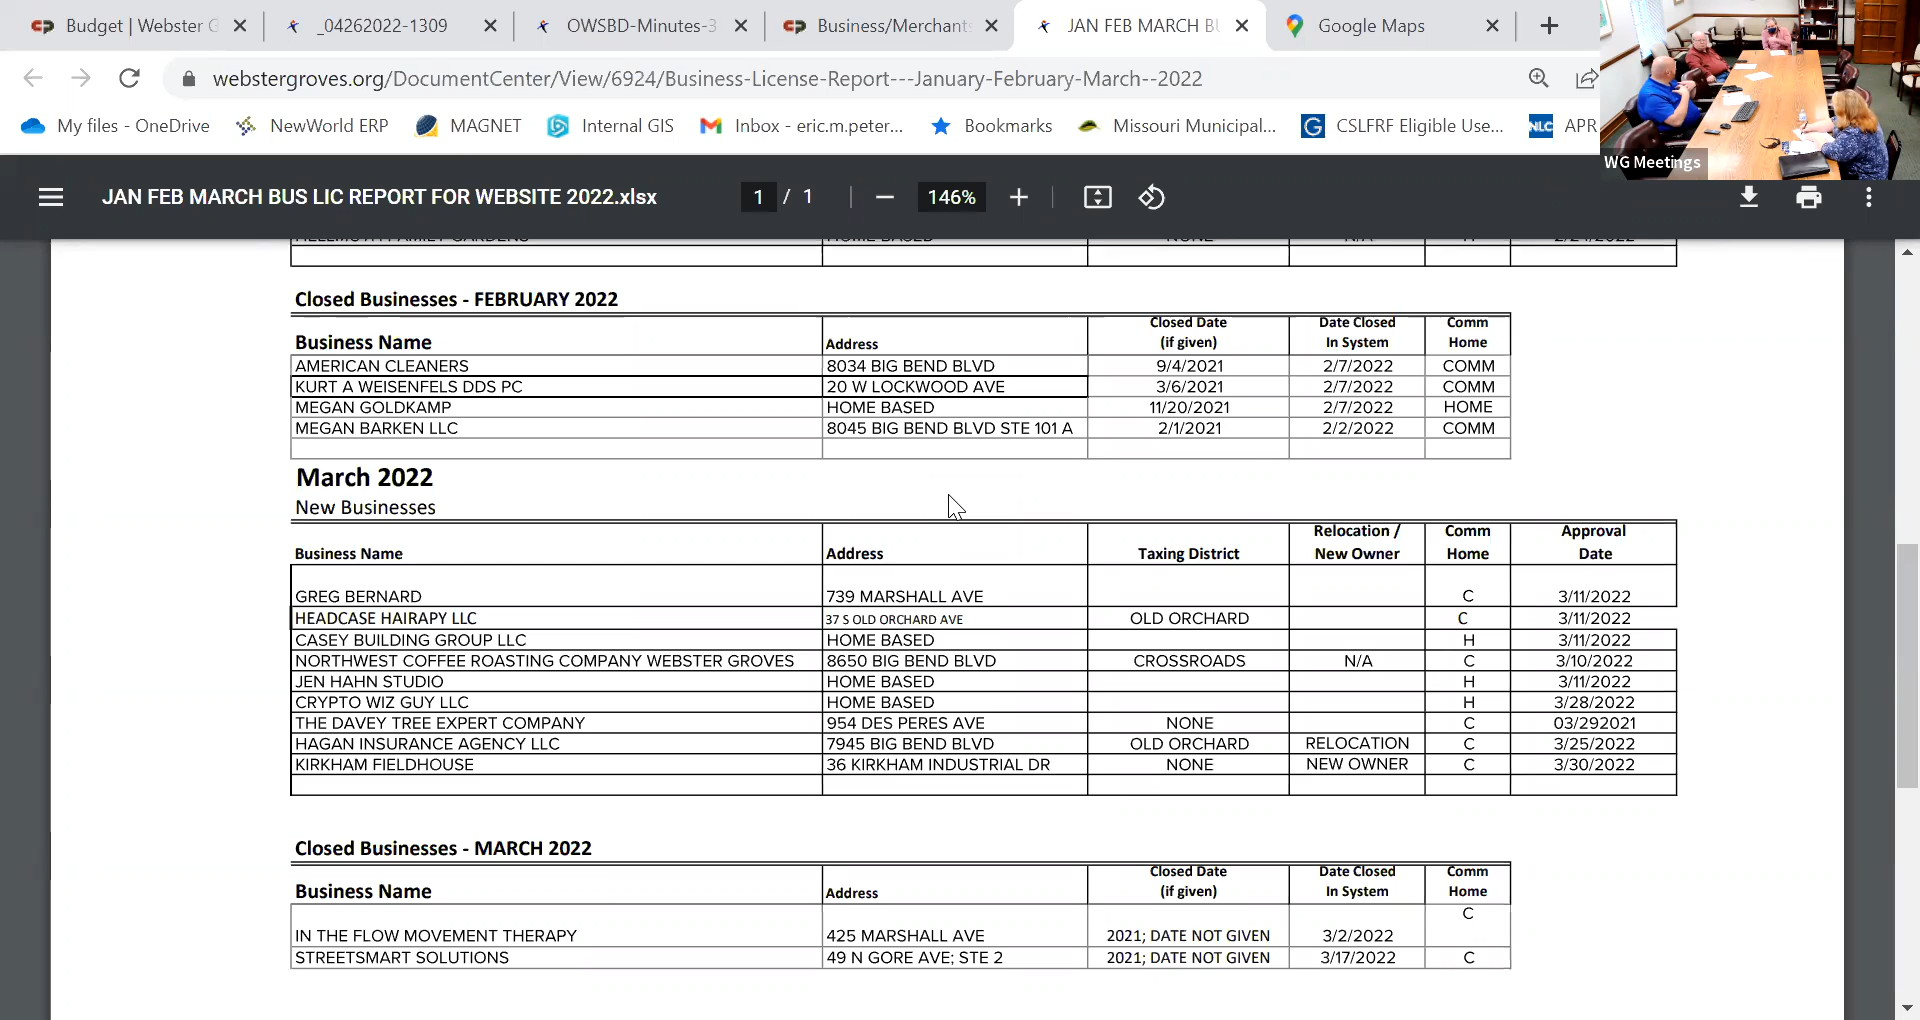 Budget | Webster G
_04262022-1309
OWSBD-Minutes-3
Business/Merchants
JAN FEB MARCH BU
Google Maps
webstergroves.org/DocumentCenter/View/6924/Business-License-Report---January-February-March--2022
My files - OneDrive NewWorld ERP MAGNET Internal GIS Inbox - eric.m.peter... Bookmarks Missouri Municipal... CSLFRF Eligible Use... NLC APR
WG Meetings
JAN FEB MARCH BUS LIC REPORT FOR WEBSITE 2022.xlsx 1 / 1 146%
Closed Businesses - FEBRUARY 2022
Business Name Address Closed Date (if given) Date Closed In System Comm Home
AMERICAN CLEANERS 8034 BIG BEND BLVD 9/4/2021 2/7/2022 COMM
KURT A WEISENFELS DDS PC 20 W LOCKWOOD AVE 3/6/2021 2/7/2022 COMM
MEGAN GOLDKAMP HOME BASED 11/20/2021 2/7/2022 HOME
MEGAN BARKEN LLC 8045 BIG BEND BLVD STE 101 A 2/1/2021 2/2/2022 COMM
March 2022
New Businesses
Business Name Address Taxing District Relocation / New Owner Comm Home Approval Date
GREG BERNARD 739 MARSHALL AVE C 3/11/2022
HEADCASE HAIRAPY LLC 37 S OLD ORCHARD AVE OLD ORCHARD C 3/11/2022
CASEY BUILDING GROUP LLC HOME BASED H 3/11/2022
NORTHWEST COFFEE ROASTING COMPANY WEBSTER GROVES 8650 BIG BEND BLVD CROSSROADS N/A C 3/10/2022
JEN HAHN STUDIO HOME BASED H 3/11/2022
CRYPTO WIZ GUY LLC HOME BASED H 3/28/2022
THE DAVEY TREE EXPERT COMPANY 954 DES PERES AVE NONE C 03/292021
HAGAN INSURANCE AGENCY LLC 7945 BIG BEND BLVD OLD ORCHARD RELOCATION C 3/25/2022
KIRKHAM FIELDHOUSE 36 KIRKHAM INDUSTRIAL DR NONE NEW OWNER C 3/30/2022
Closed Businesses - MARCH 2022
Business Name Address Closed Date (if given) Date Closed In System Comm Home
IN THE FLOW MOVEMENT THERAPY 425 MARSHALL AVE 2021; DATE NOT GIVEN 3/2/2022 C
STREETSMART SOLUTIONS 49 N GORE AVE; STE 2 2021; DATE NOT GIVEN 3/17/2022 C